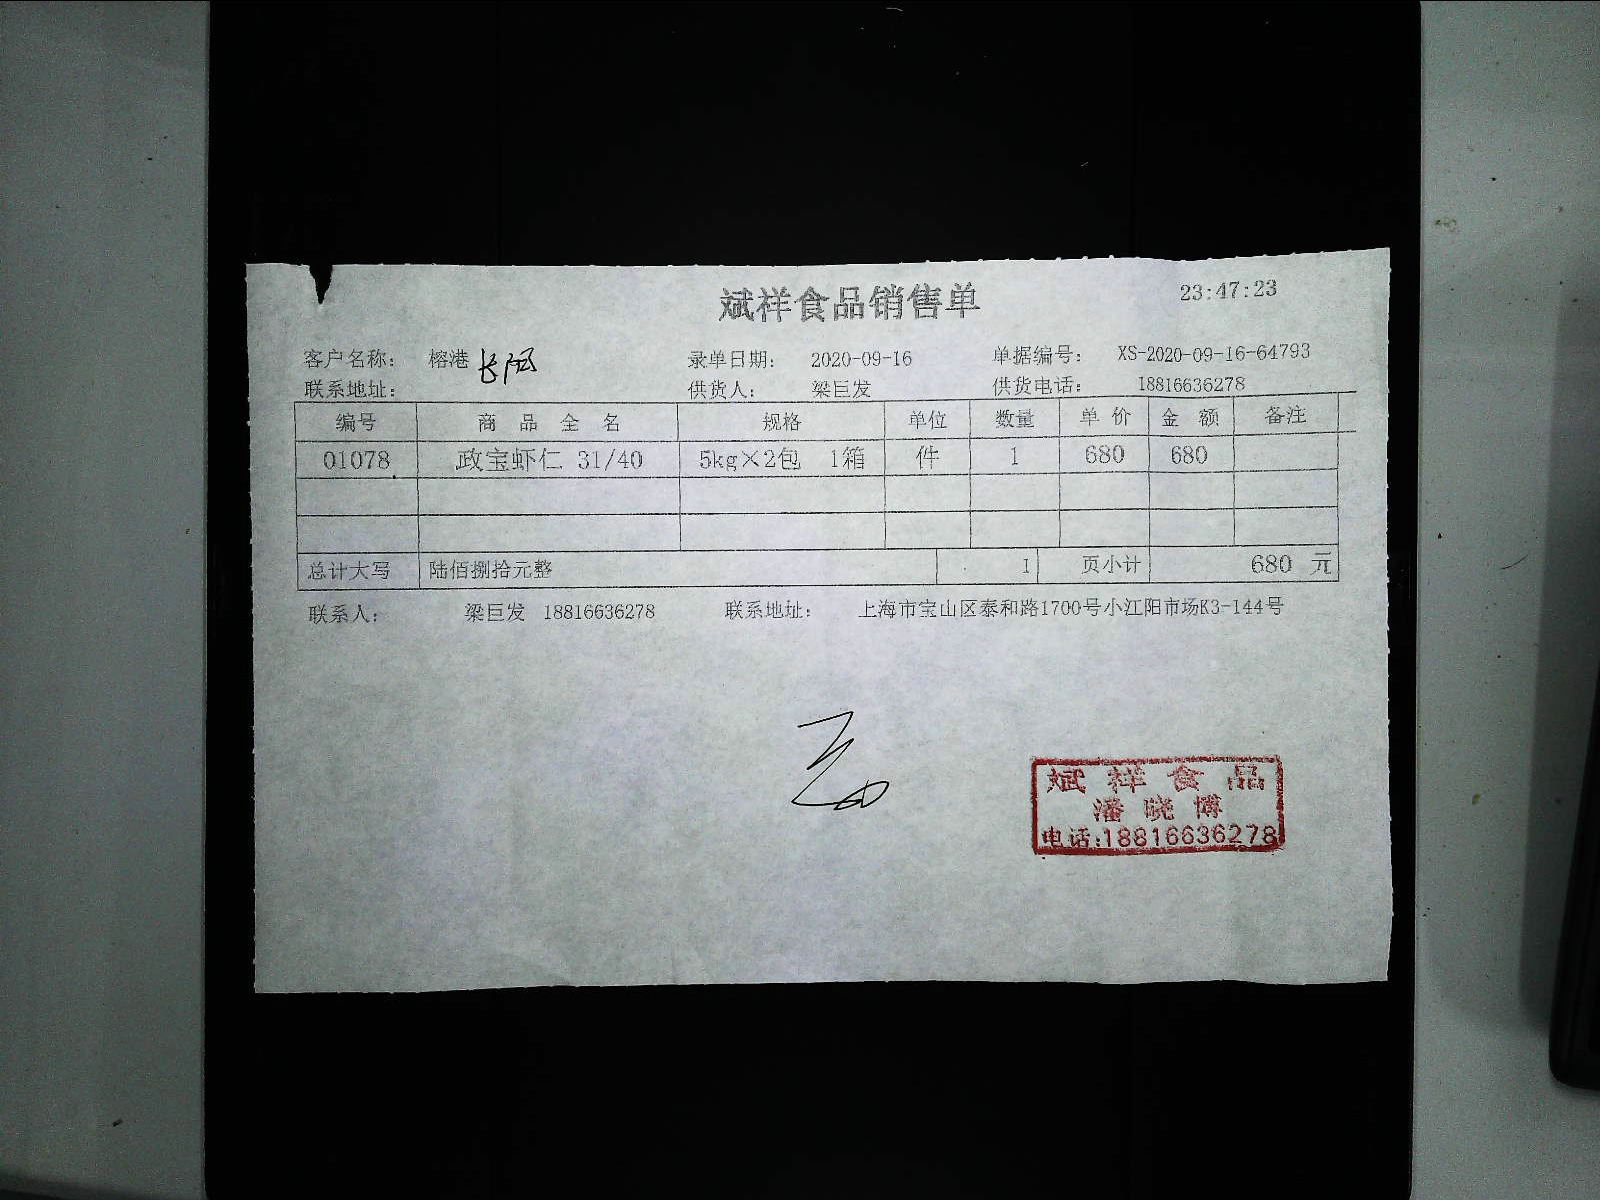 斌祥食品销售单 23:47:23
客户名称： 榕港 长阳 录单日期： 2020-09-16 单据编号： XS-2020-09-16-64793
联系地址： 供货人： 梁巨发 供货电话： 18816636278
编号 商品全名 规格 单位 数量 单价 金额 备注
01078 政宝虾仁 31/40 5kg×2包 1箱 件 1 680 680
总计大写 陆佰捌拾元整 1 页小计 680 元
联系人： 梁巨发 18816636278 联系地址： 上海市宝山区泰和路1700号小江阳市场K3-144号
斌祥食品
潘晓博
电话:18816636278